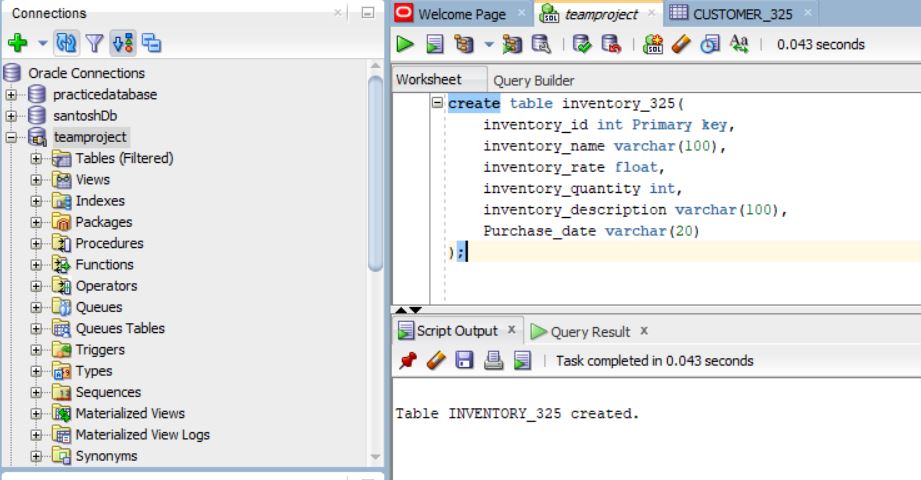 Connections
Oracle Connections
practicedatabase
santoshDb
teamproject
Tables (Filtered)
Views
Indexes
Packages
Procedures
Functions
Operators
Queues
Queues Tables
Triggers
Types
Sequences
Materialized Views
Materialized View Logs
Synonyms
Welcome Page
teamproject
CUSTOMER_325
0.043 seconds
Worksheet Query Builder
create table inventory_325(
inventory_id int Primary key,
inventory_name varchar(100),
inventory_rate float,
inventory_quantity int,
inventory_description varchar(100),
Purchase_date varchar(20)
);
Script Output x Query Result x
Task completed in 0.043 seconds
Table INVENTORY_325 created.